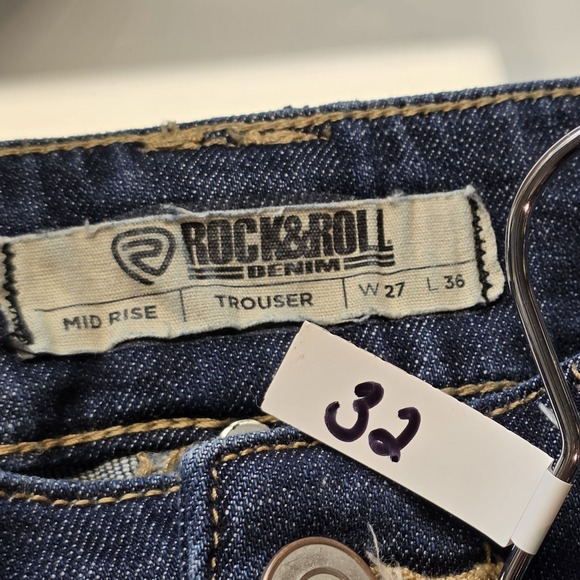 ROCK&ROLL
DENIM
MID RISE TROUSER W 27 L 36
32